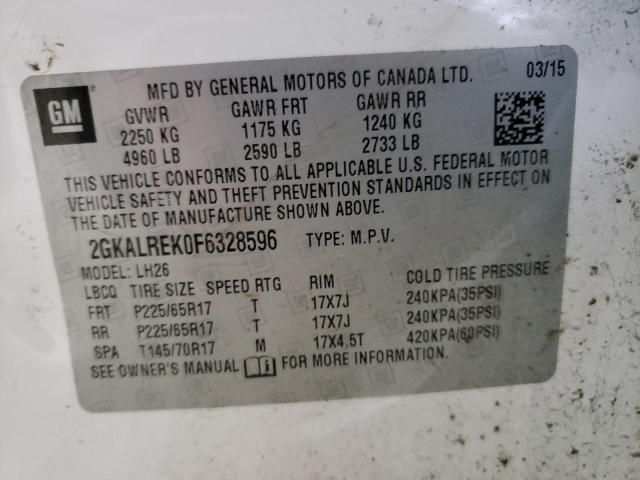 MFD BY GENERAL MOTORS OF CANADA LTD. 03/15
GM
GVWR GAWR FRT GAWR RR
2250 KG 1175 KG 1240 KG
4960 LB 2590 LB 2733 LB
THIS VEHICLE CONFORMS TO ALL APPLICABLE U.S. FEDERAL MOTOR
VEHICLE SAFETY AND THEFT PREVENTION STANDARDS IN EFFECT ON
THE DATE OF MANUFACTURE SHOWN ABOVE.
2GKALREK0F6328596 TYPE: M.P.V.
MODEL: LH26
LBCQ TIRE SIZE SPEED RTG RIM COLD TIRE PRESSURE
FRT P225/65R17 T 17X7J 240KPA(35PSI)
RR P225/65R17 T 17X7J 240KPA(35PSI)
SPA T145/70R17 M 17X4.5T 420KPA(60PSI)
SEE OWNER'S MANUAL FOR MORE INFORMATION.